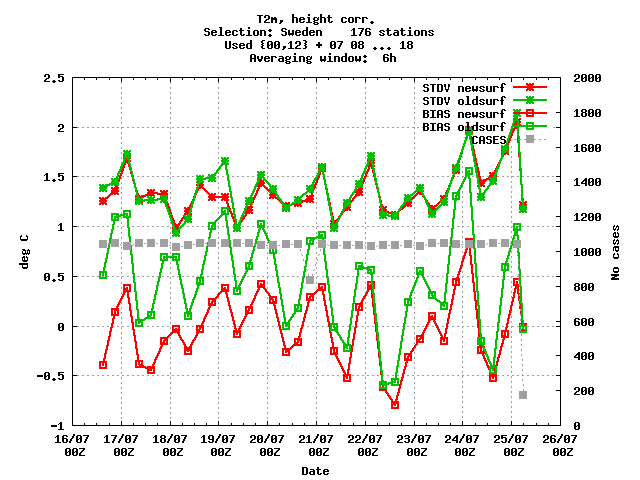 T2m, height corr.
Selection: Sweden    176 stations
Used {00,12} + 07 08 ... 18
Averaging window:  6h
STDV newsurf
STDV oldsurf
BIAS newsurf
BIAS oldsurf
CASES
deg C
2.5
2
1.5
1
0.5
0
-0.5
-1
2000
1800
1600
1400
1200
1000
800
600
400
200
0
No cases
16/07 17/07 18/07 19/07 20/07 21/07 22/07 23/07 24/07 25/07 26/07
00Z 00Z 00Z 00Z 00Z 00Z 00Z 00Z 00Z 00Z 00Z
Date